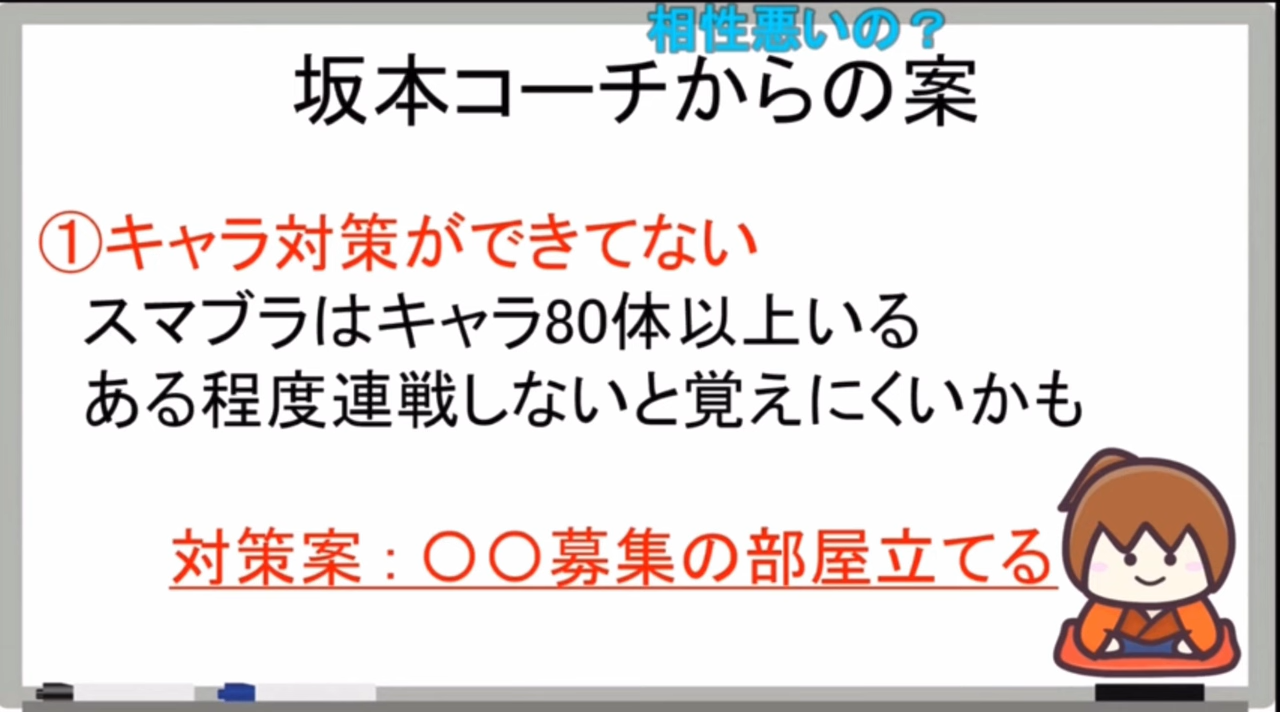 相性悪いの？
坂本コーチからの案
①キャラ対策ができてない
スマブラはキャラ80体以上いる
ある程度連戦しないと覚えにくいかも
対策案：〇〇募集の部屋立てる